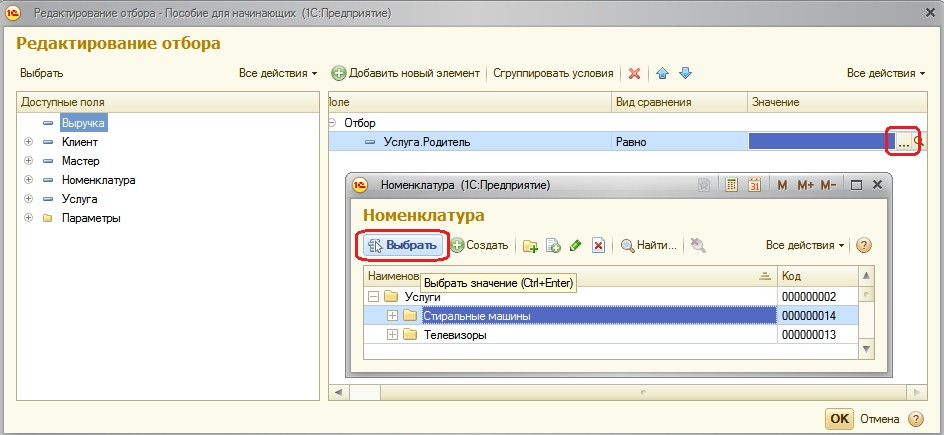 Редактирование отбора - Пособие для начинающих (1С:Предприятие)
Редактирование отбора
Выбрать Все действия Добавить новый элемент Сгруппировать условия Все действия
Доступные поля
Выручка
Клиент
Мастер
Номенклатура
Услуга
Параметры
Поле Вид сравнения Значение
Отбор
Услуга.Родитель Равно ...
Номенклатура (1С:Предприятие) M M+ M-
Номенклатура
Выбрать Создать Найти... Все действия ?
Наименов Код
Выбрать значение (Ctrl+Enter)
Услуги 000000002
Стиральные машины 000000014
Телевизоры 000000013
OK Отмена ?